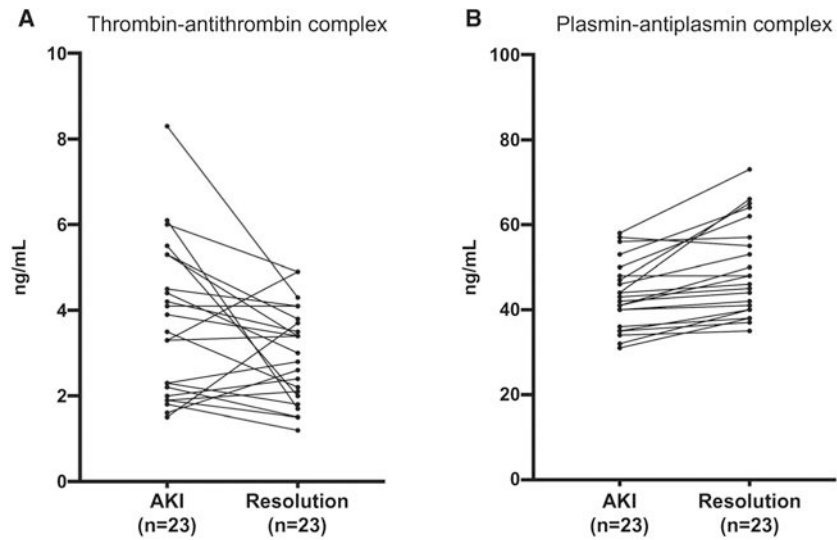 A
Thrombin-antithrombin complex
10
8
6
4
2
0
ng/mL
AKI
(n=23)
Resolution
(n=23)
B
Plasmin-antiplasmin complex
100
80
60
40
20
0
ng/mL
AKI
(n=23)
Resolution
(n=23)